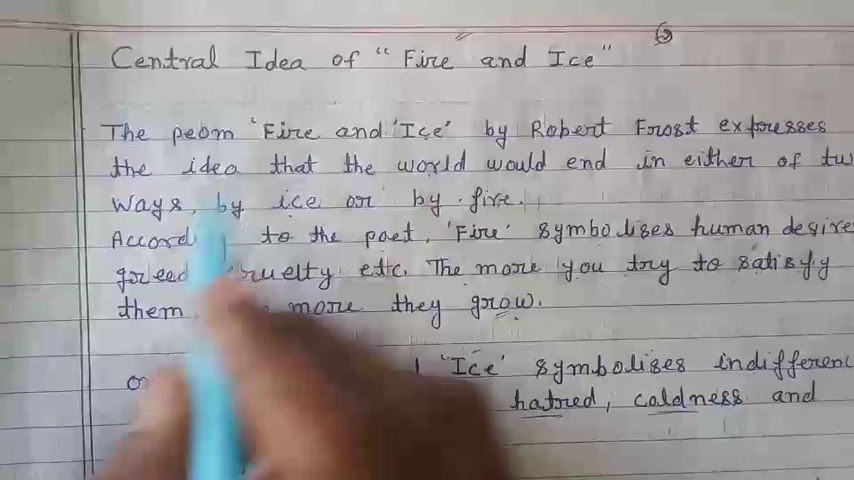 Central Idea of "Fire and Ice"
The peom 'Fire and 'Ice' by Robert Frost expresses
the idea that the world would end in either of tw
ways, by ice or by fire.
Accord to the poet, 'Fire' symbolises human desire
greed ruelty etc. The more you try to satisfy
them. more they grow.
'Ice' symbolises indifferenc
hatred, coldness and